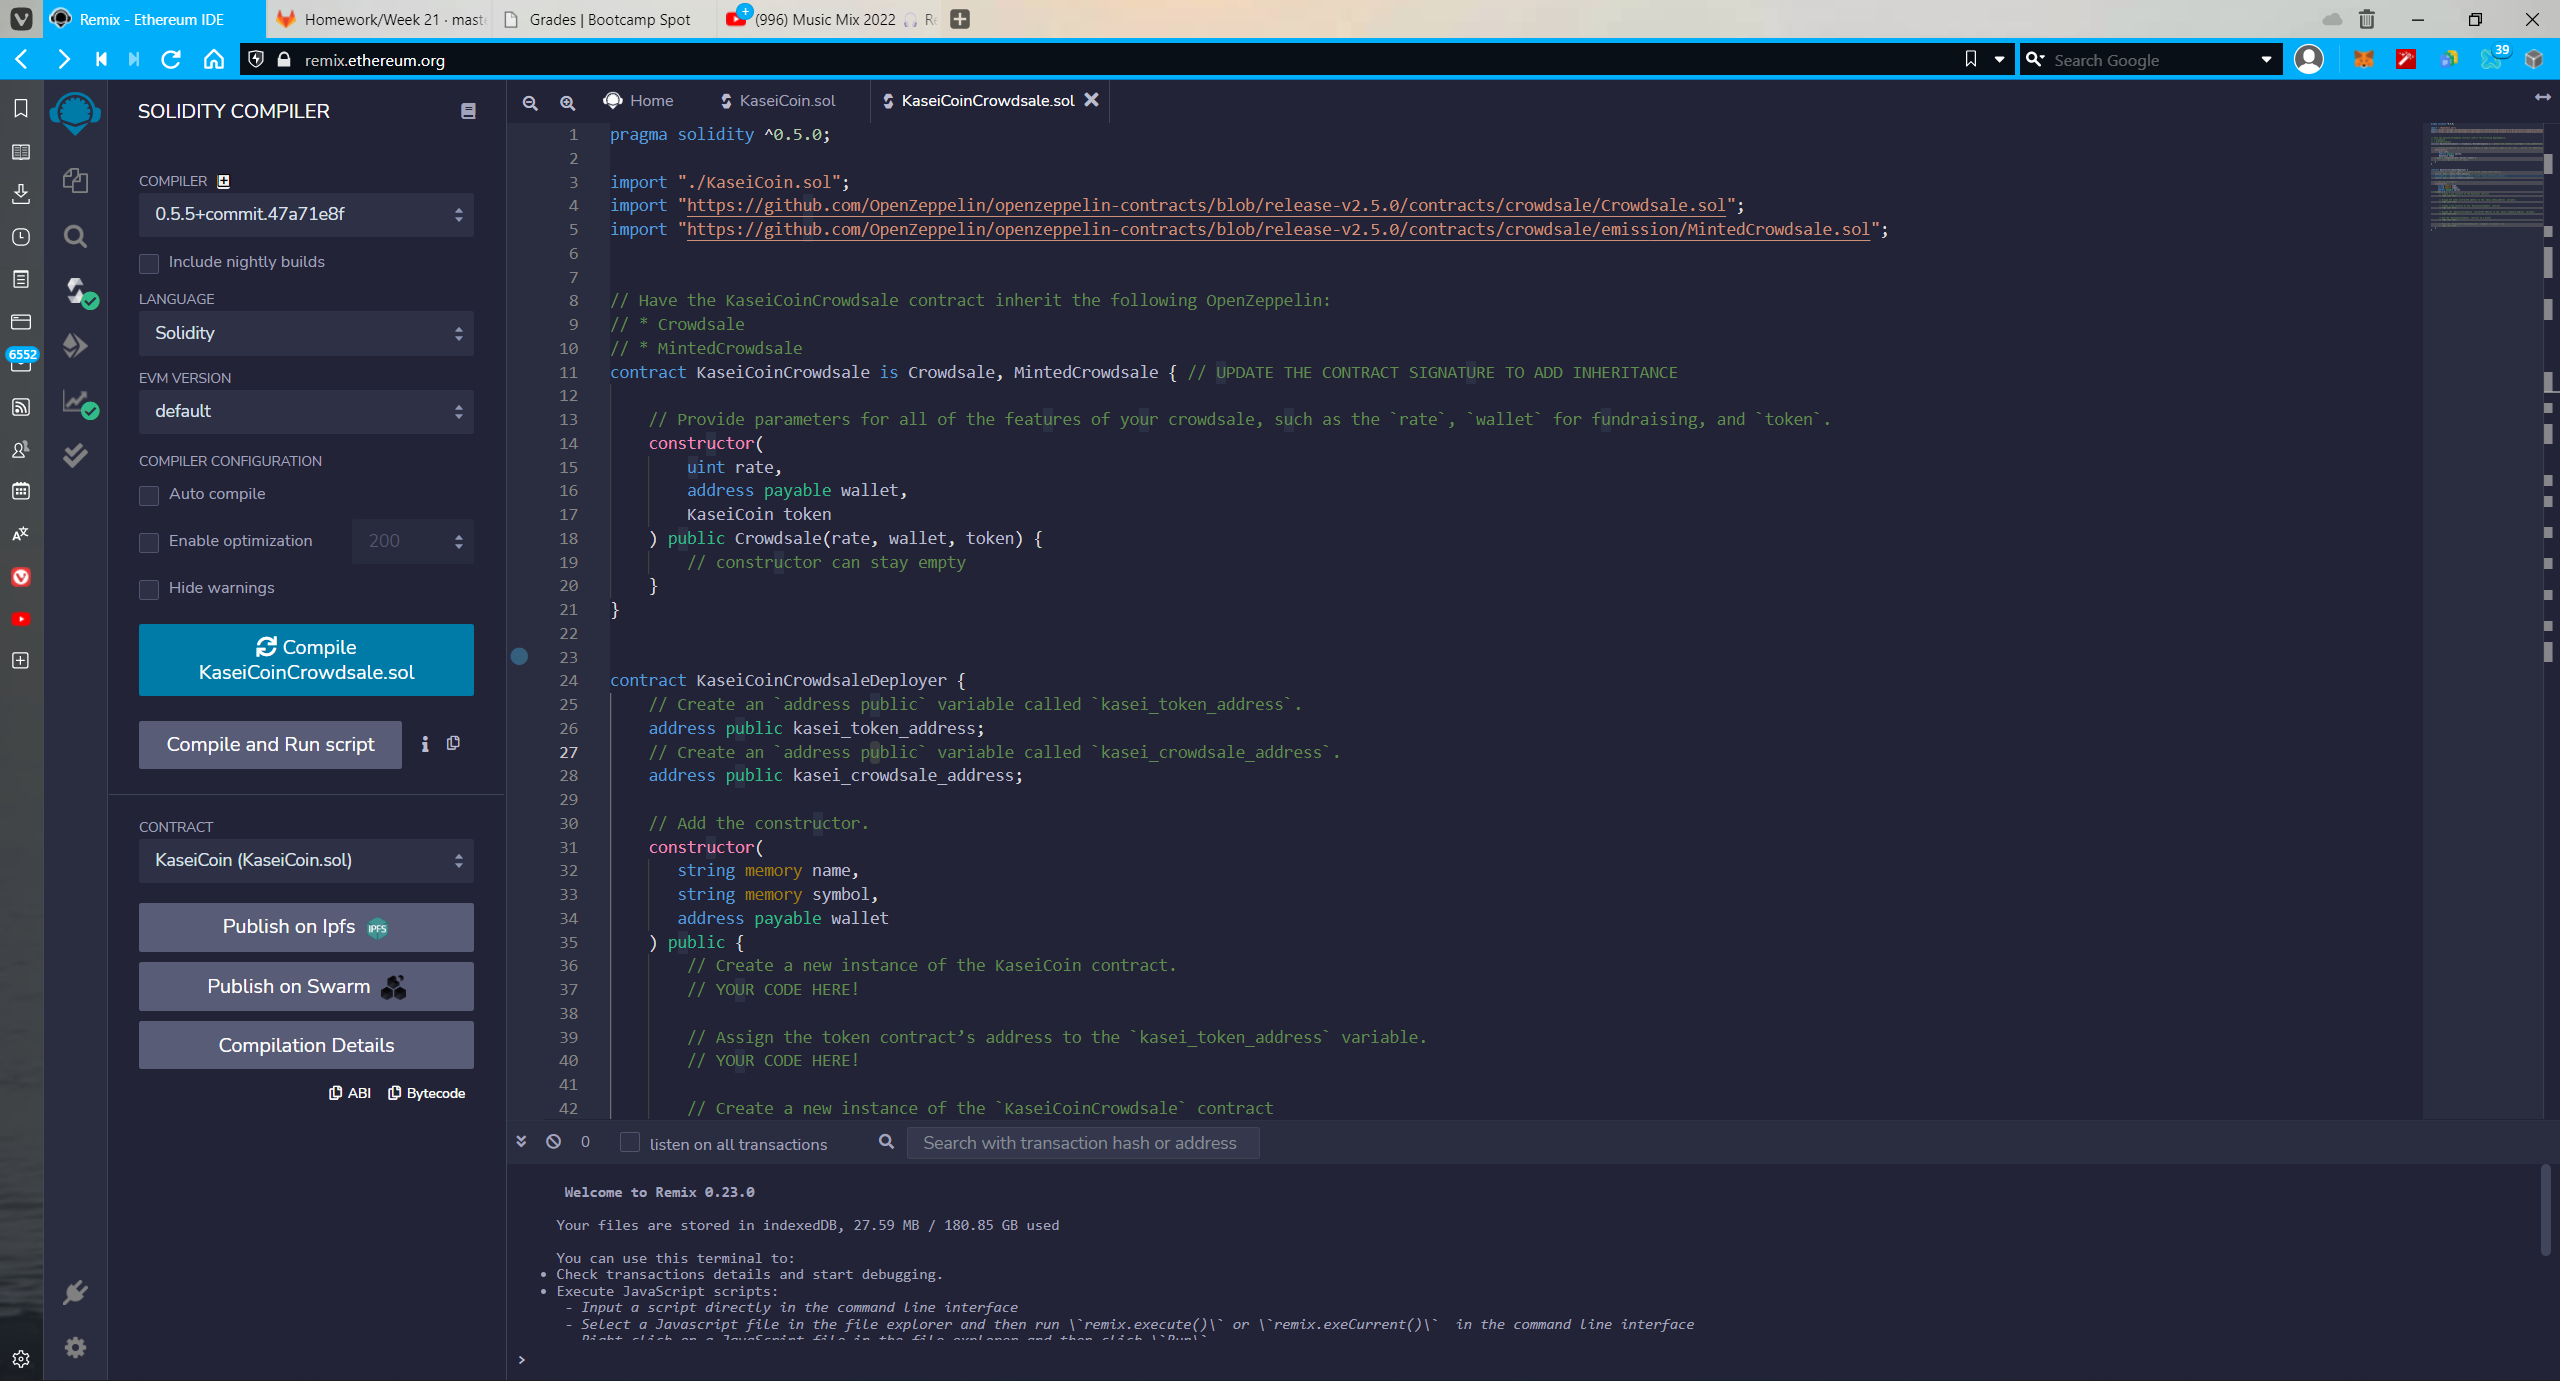 Remix - Ethereum IDE
Homework/Week 21 · mast
Grades | Bootcamp Spot
(996) Music Mix 2022
remix.ethereum.org
Search Google
39
6552
SOLIDITY COMPILER
COMPILER
0.5.5+commit.47a71e8f
Include nightly builds
LANGUAGE
Solidity
EVM VERSION
default
COMPILER CONFIGURATION
Auto compile
Enable optimization
200
Hide warnings
Compile
KaseiCoinCrowdsale.sol
Compile and Run script
CONTRACT
KaseiCoin (KaseiCoin.sol)
Publish on Ipfs
IPFS
Publish on Swarm
Compilation Details
ABI
Bytecode
Home
KaseiCoin.sol
KaseiCoinCrowdsale.sol
1 pragma solidity ^0.5.0;
2
3 import "./KaseiCoin.sol";
4 import "https://github.com/OpenZeppelin/openzeppelin-contracts/blob/release-v2.5.0/contracts/crowdsale/Crowdsale.sol";
5 import "https://github.com/OpenZeppelin/openzeppelin-contracts/blob/release-v2.5.0/contracts/crowdsale/emission/MintedCrowdsale.sol";
6
7
8 // Have the KaseiCoinCrowdsale contract inherit the following OpenZeppelin:
9 // * Crowdsale
10 // * MintedCrowdsale
11 contract KaseiCoinCrowdsale is Crowdsale, MintedCrowdsale { // UPDATE THE CONTRACT SIGNATURE TO ADD INHERITANCE
12
13 // Provide parameters for all of the features of your crowdsale, such as the `rate`, `wallet` for fundraising, and `token`.
14 constructor(
15 uint rate,
16 address payable wallet,
17 KaseiCoin token
18 ) public Crowdsale(rate, wallet, token) {
19 // constructor can stay empty
20 }
21 }
22
23
24 contract KaseiCoinCrowdsaleDeployer {
25 // Create an `address public` variable called `kasei_token_address`.
26 address public kasei_token_address;
27 // Create an `address public` variable called `kasei_crowdsale_address`.
28 address public kasei_crowdsale_address;
29
30 // Add the constructor.
31 constructor(
32 string memory name,
33 string memory symbol,
34 address payable wallet
35 ) public {
36 // Create a new instance of the KaseiCoin contract.
37 // YOUR CODE HERE!
38
39 // Assign the token contract’s address to the `kasei_token_address` variable.
40 // YOUR CODE HERE!
41
42 // Create a new instance of the `KaseiCoinCrowdsale` contract
0
listen on all transactions
Search with transaction hash or address
Welcome to Remix 0.23.0
Your files are stored in indexedDB, 27.59 MB / 180.85 GB used
You can use this terminal to:
• Check transactions details and start debugging.
• Execute JavaScript scripts:
- Input a script directly in the command line interface
- Select a Javascript file in the file explorer and then run \`remix.execute()\` or \`remix.exeCurrent()\` in the command line interface
- Right click on a JavaScript file in the file explorer and then click \`Run\`
>